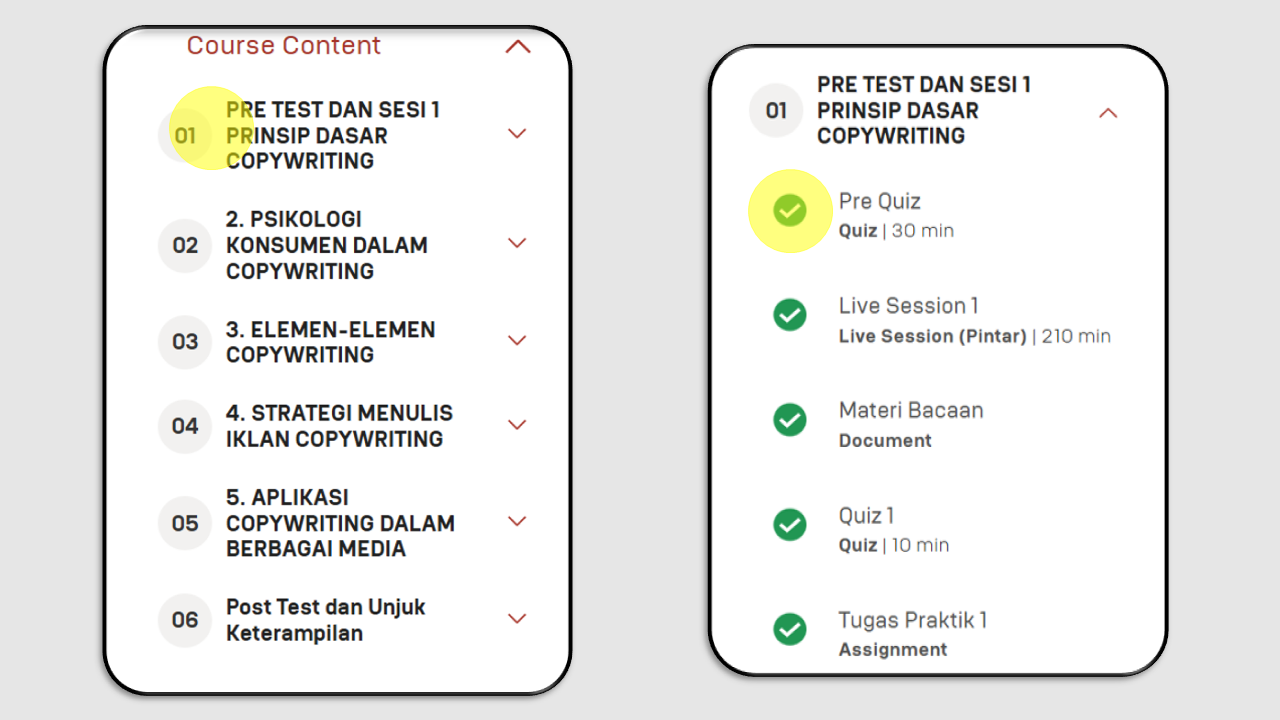 Course Content
01
PRE TEST DAN SESI 1
PRINSIP DASAR
COPYWRITING
02
2. PSIKOLOGI
KONSUMEN DALAM
COPYWRITING
03
3. ELEMEN-ELEMEN
COPYWRITING
04
4. STRATEGI MENULIS
IKLAN COPYWRITING
05
5. APLIKASI
COPYWRITING DALAM
BERBAGAI MEDIA
06
Post Test dan Unjuk
Keterampilan
01
PRE TEST DAN SESI 1
PRINSIP DASAR
COPYWRITING
Pre Quiz
Quiz | 30 min
Live Session 1
Live Session (Pintar) | 210 min
Materi Bacaan
Document
Quiz 1
Quiz | 10 min
Tugas Praktik 1
Assignment